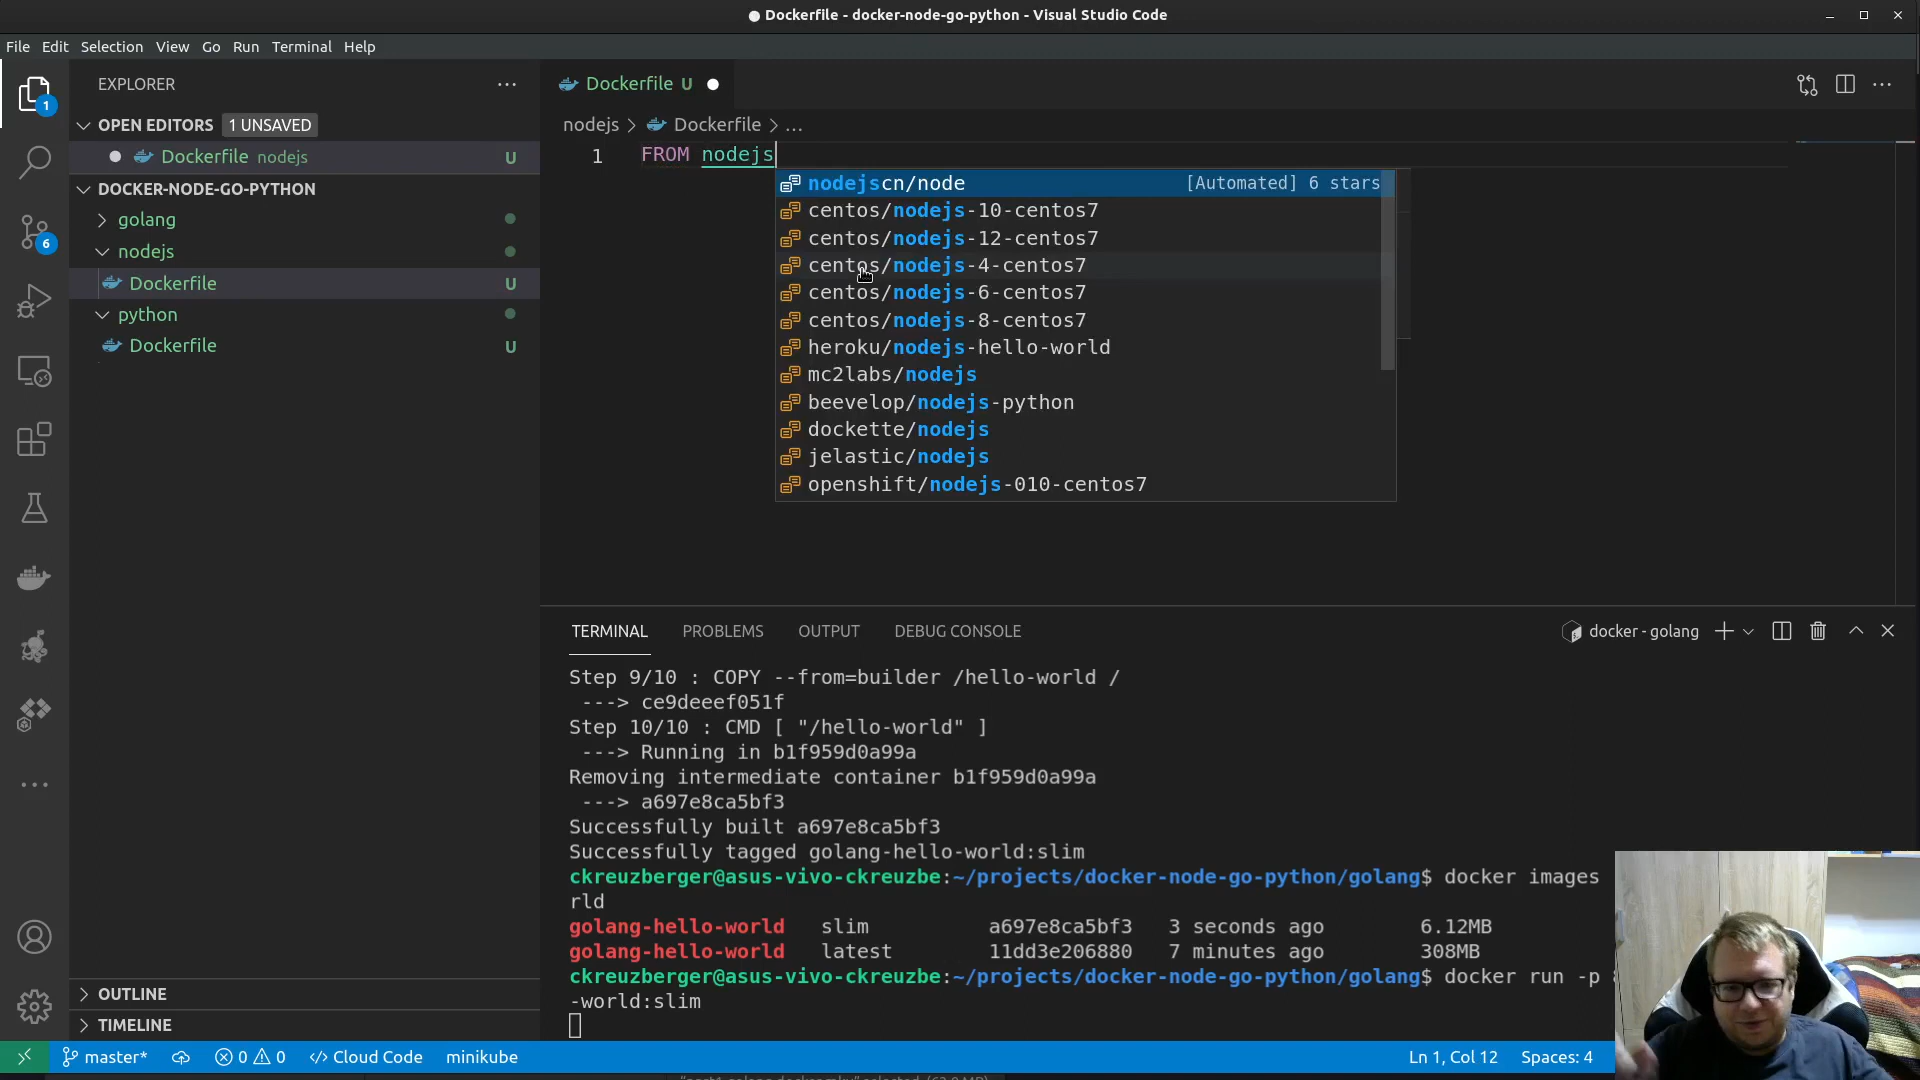 Dockerfile - docker-node-go-python - Visual Studio Code
File Edit Selection View Go Run Terminal Help
EXPLORER
1
OPEN EDITORS 1 UNSAVED
Dockerfile nodejs U
DOCKER-NODE-GO-PYTHON
golang
nodejs
6
Dockerfile U
python
Dockerfile U
OUTLINE
TIMELINE
Dockerfile U
nodejs > Dockerfile > ...
1 FROM nodejs
nodejscn/node [Automated] 6 stars
centos/nodejs-10-centos7
centos/nodejs-12-centos7
centos/nodejs-4-centos7
centos/nodejs-6-centos7
centos/nodejs-8-centos7
heroku/nodejs-hello-world
mc2labs/nodejs
beevelop/nodejs-python
dockette/nodejs
jelastic/nodejs
openshift/nodejs-010-centos7
TERMINAL PROBLEMS OUTPUT DEBUG CONSOLE docker - golang
Step 9/10 : COPY --from=builder /hello-world /
---> ce9deeef051f
Step 10/10 : CMD [ "/hello-world" ]
---> Running in b1f959d0a99a
Removing intermediate container b1f959d0a99a
---> a697e8ca5bf3
Successfully built a697e8ca5bf3
Successfully tagged golang-hello-world:slim
ckreuzberger@asus-vivo-ckreuzbe:~/projects/docker-node-go-python/golang$ docker images
rld
golang-hello-world slim a697e8ca5bf3 3 seconds ago 6.12MB
golang-hello-world latest 11dd3e206880 7 minutes ago 308MB
ckreuzberger@asus-vivo-ckreuzbe:~/projects/docker-node-go-python/golang$ docker run -p
-world:slim
master* 0 0 Cloud Code minikube Ln 1, Col 12 Spaces: 4